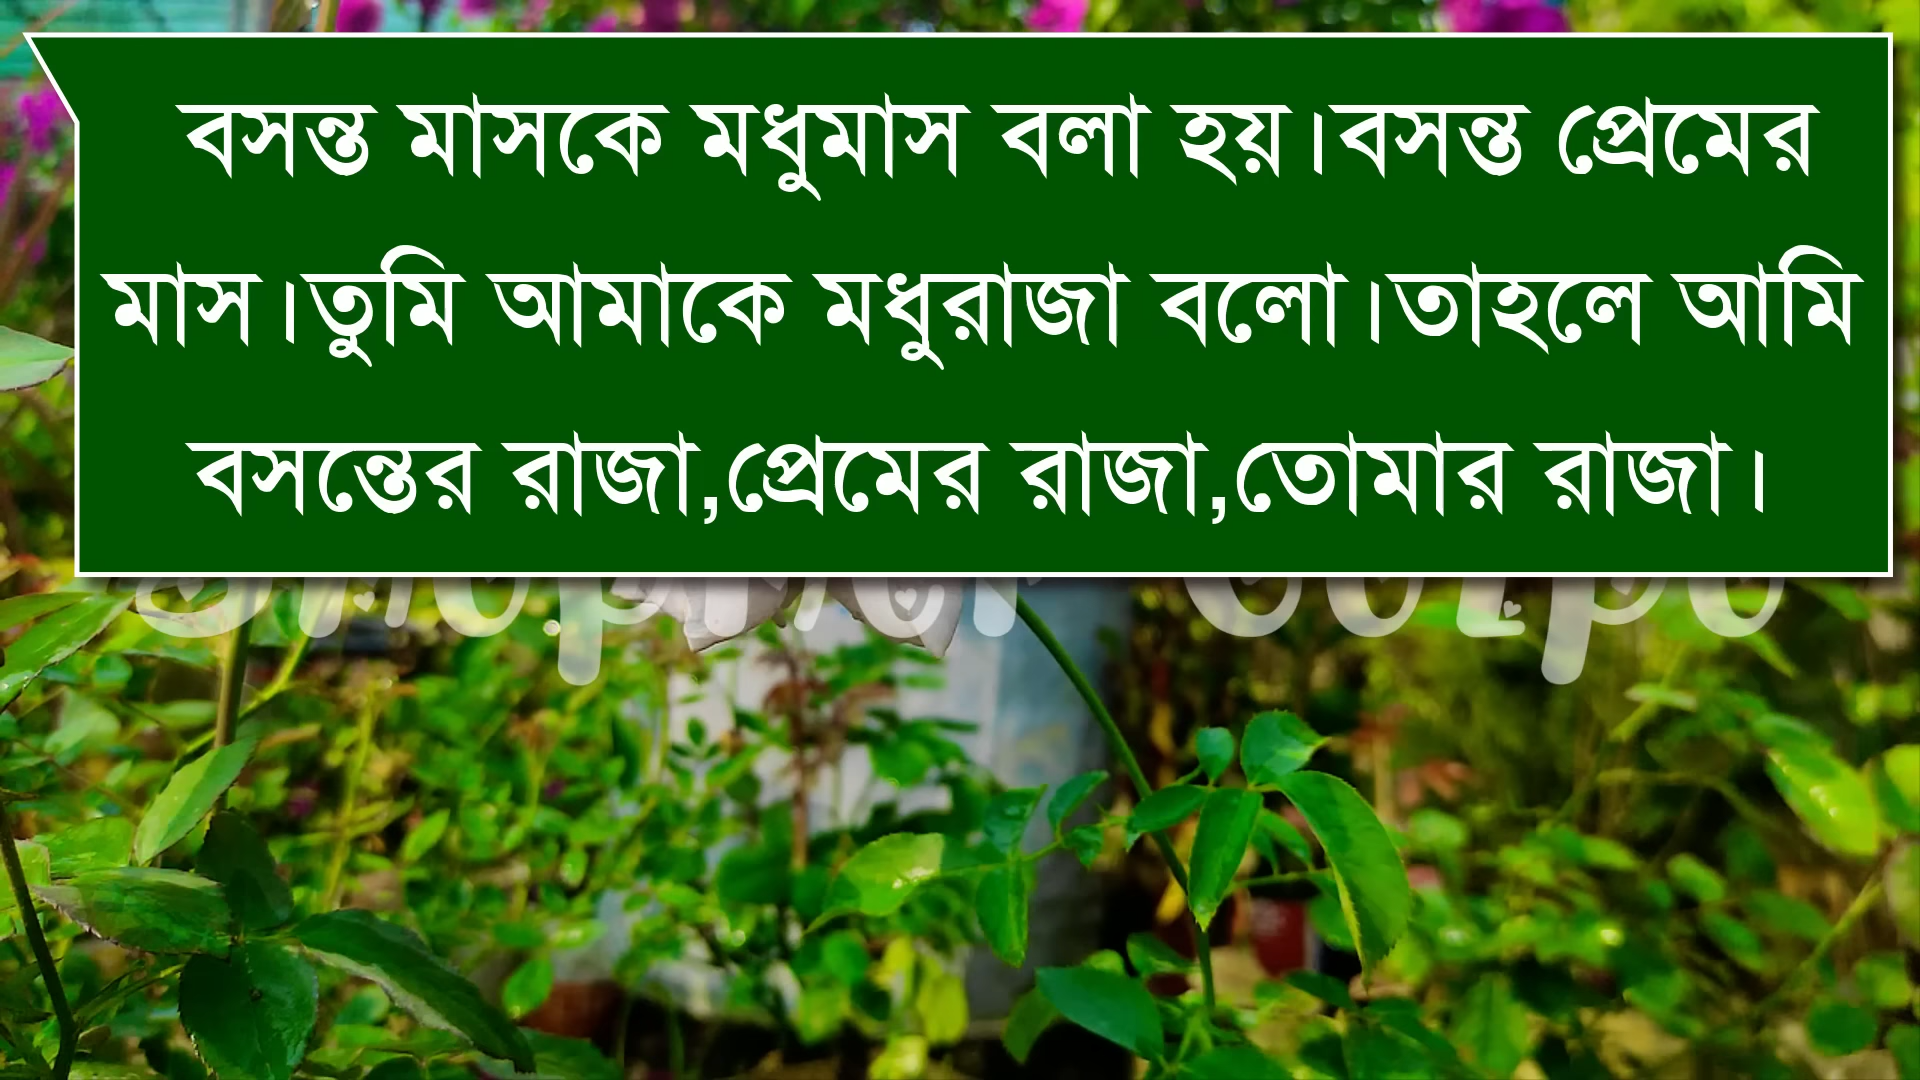 বসন্ত মাসকে মধুমাস বলা হয়।বসন্ত প্রেমের
মাস।তুমি আমাকে মধুরাজা বলো।তাহলে আমি
বসন্তের রাজা,প্রেমের রাজা,তোমার রাজা।